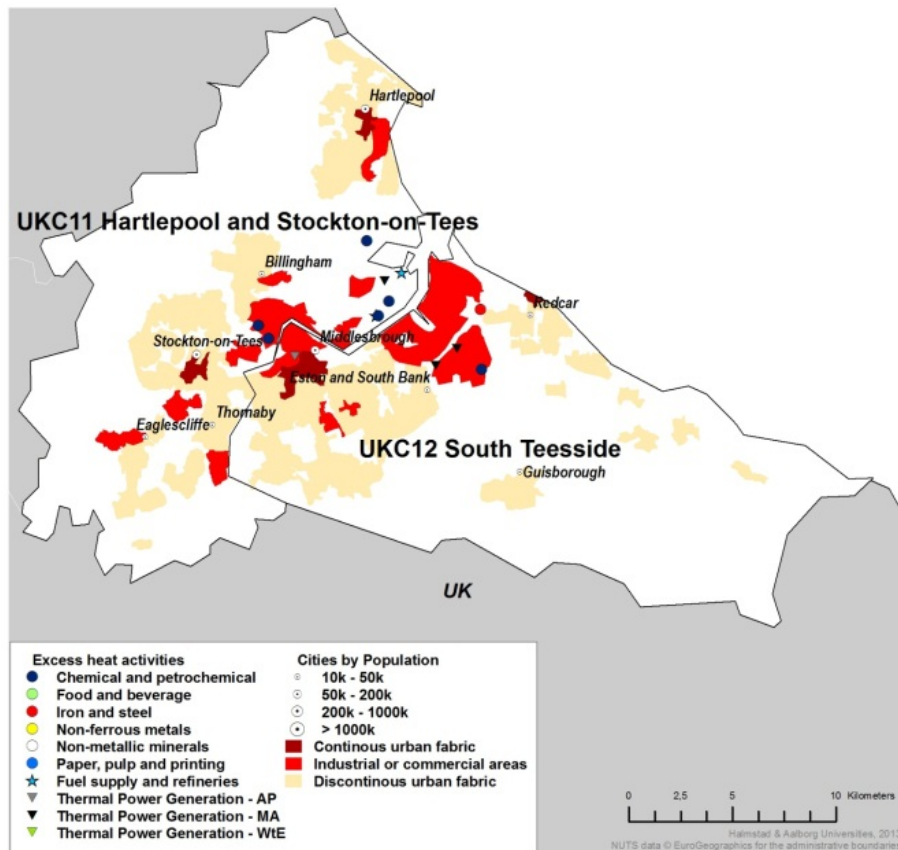 Hartlepool
UKC11 Hartlepool and Stockton-on-Tees
Billingham
Redcar
Stockton-on-Tees
Middlesbrough
Eston and South Bank
Thornaby
Eaglescliffe
UKC12 South Teesside
Guisborough
UK
Excess heat activities
Chemical and petrochemical
Food and beverage
Iron and steel
Non-ferrous metals
Non-metallic minerals
Paper, pulp and printing
Fuel supply and refineries
Thermal Power Generation - AP
Thermal Power Generation - MA
Thermal Power Generation - WtE
Cities by Population
10k - 50k
50k - 200k
200k - 1000k
> 1000k
Continous urban fabric
Industrial or commercial areas
Discontinous urban fabric
0 2,5 5 10 Kilometers
Halmstad & Aalborg Universities, 2013
NUTS data © EuroGeographics for the administrative boundaries